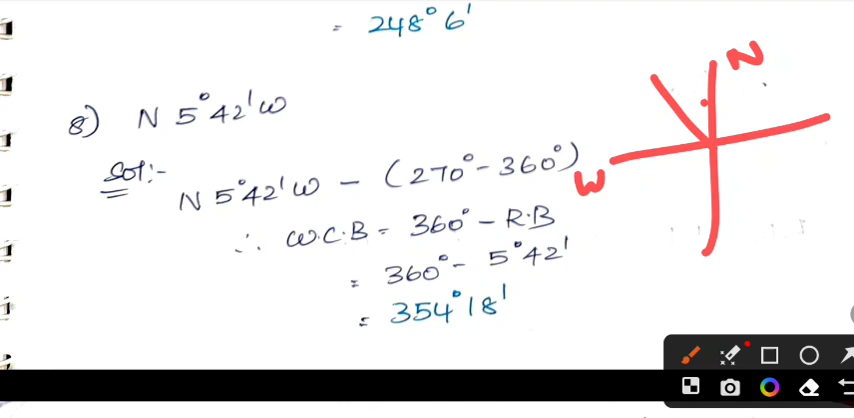 = 248° 6'
8) N 5°42' W
N
Sol:-
N 5°42' W - (270° - 360°)
W
∴ W.C.B = 360° - R.B
= 360° - 5°42'
= 354° 18'